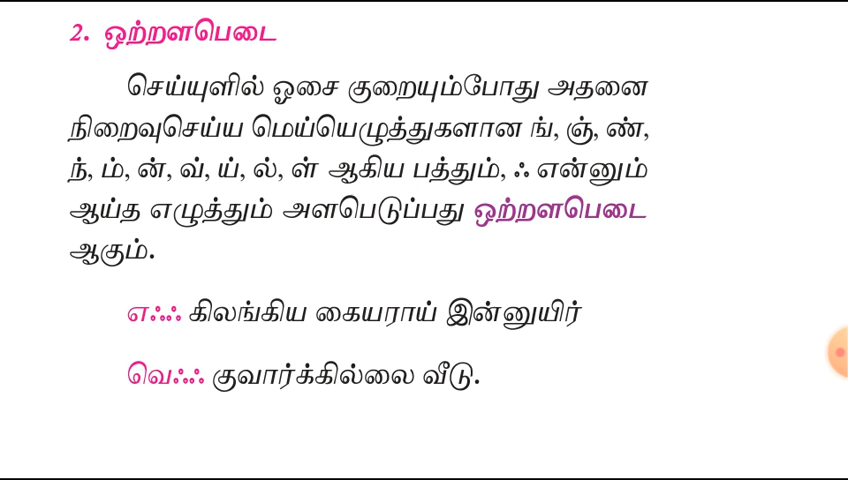 2. ஒற்றளபெடை
செய்யுளில் ஓசை குறையும்போது அதனை
நிறைவுசெய்ய மெய்யெழுத்துகளான ங், ஞ், ண்,
ந், ம், ன், வ், ய், ல், ள் ஆகிய பத்தும், ஃ என்னும்
ஆய்த எழுத்தும் அளபெடுப்பது ஒற்றளபெடை
ஆகும்.
எஃஃ கிலங்கிய கையராய் இன்னுயிர்
வெஃஃ குவார்க்கில்லை வீடு.